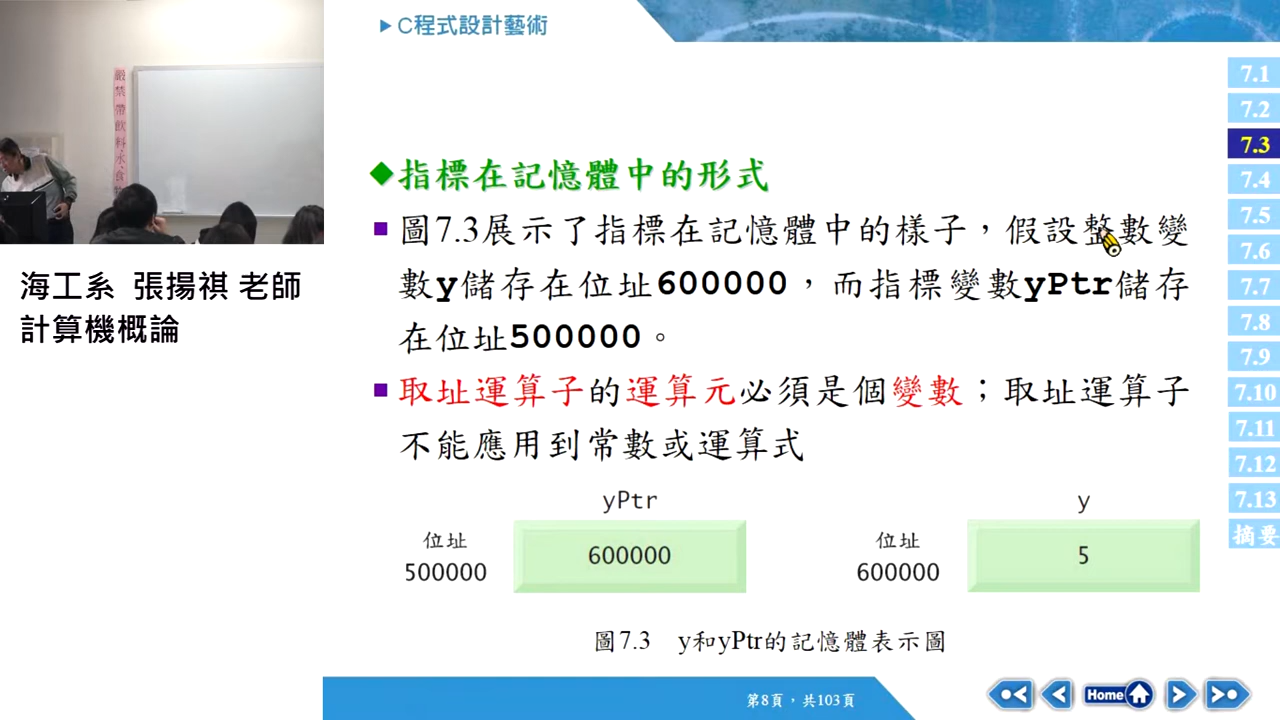 C程式設計藝術
嚴禁帶飲料.水.食
海工系 張揚祺 老師
計算機概論
指標在記憶體中的形式
圖7.3展示了指標在記憶體中的樣子，假設整數變
數y儲存在位址600000，而指標變數yPtr儲存
在位址500000。
取址運算子的運算元必須是個變數；取址運算子
不能應用到常數或運算式
yPtr
位址
500000
600000
y
位址
600000
5
圖7.3 y和yPtr的記憶體表示圖
第8頁，共103頁
Home
7.1
7.2
7.3
7.4
7.5
7.6
7.7
7.8
7.9
7.10
7.11
7.12
7.13
摘要